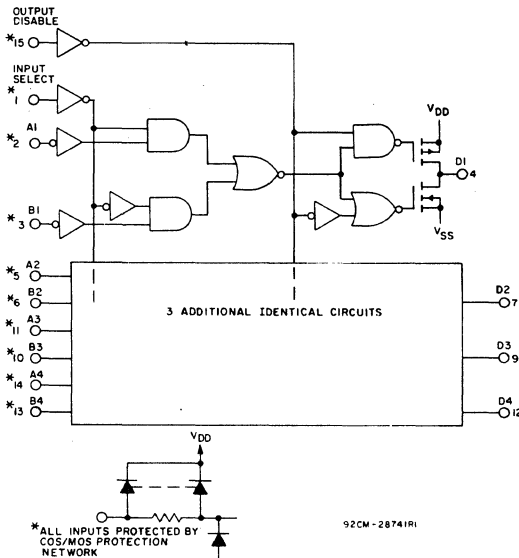 OUTPUT
DISABLE
*15
INPUT
SELECT
*1
A1
*2
B1
*3
VDD
D1
4
VSS
A2
*5
B2
*6
A3
*11
B3
*10
A4
*14
B4
*13
3 ADDITIONAL IDENTICAL CIRCUITS
D2
7
D3
9
D4
12
VDD
*ALL INPUTS PROTECTED BY
COS/MOS PROTECTION
NETWORK
92CM-28741R1